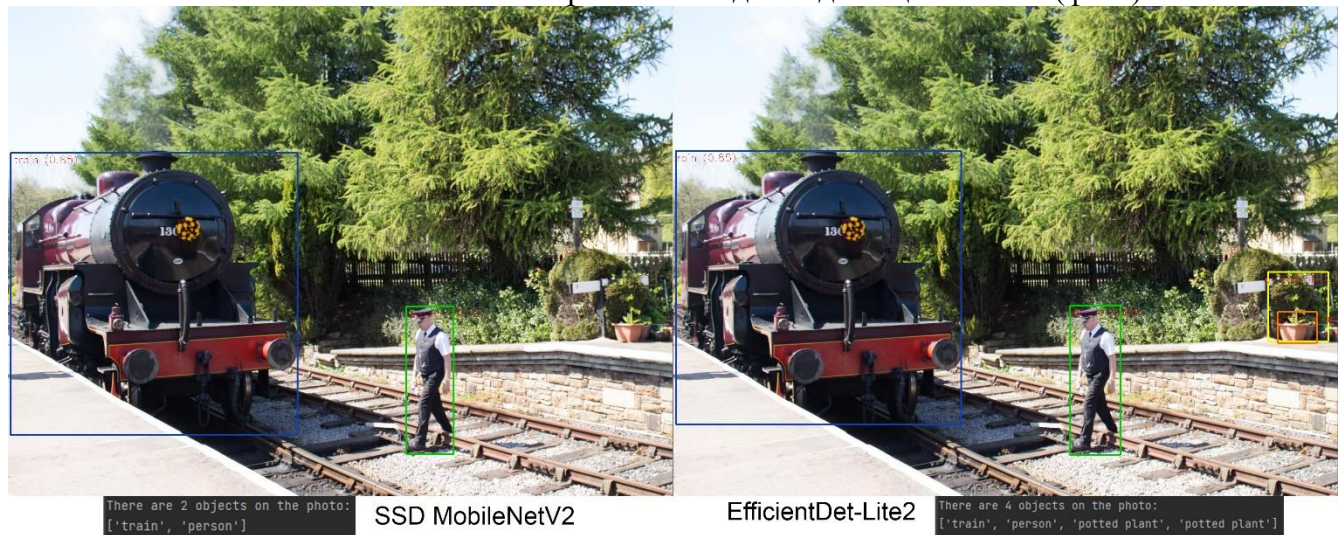 train (0.85)
rain (0.85)
130
130
There are 2 objects on the photo:
['train', 'person']
SSD MobileNetV2
EfficientDet-Lite2
There are 4 objects on the photo:
['train', 'person', 'potted plant', 'potted plant']